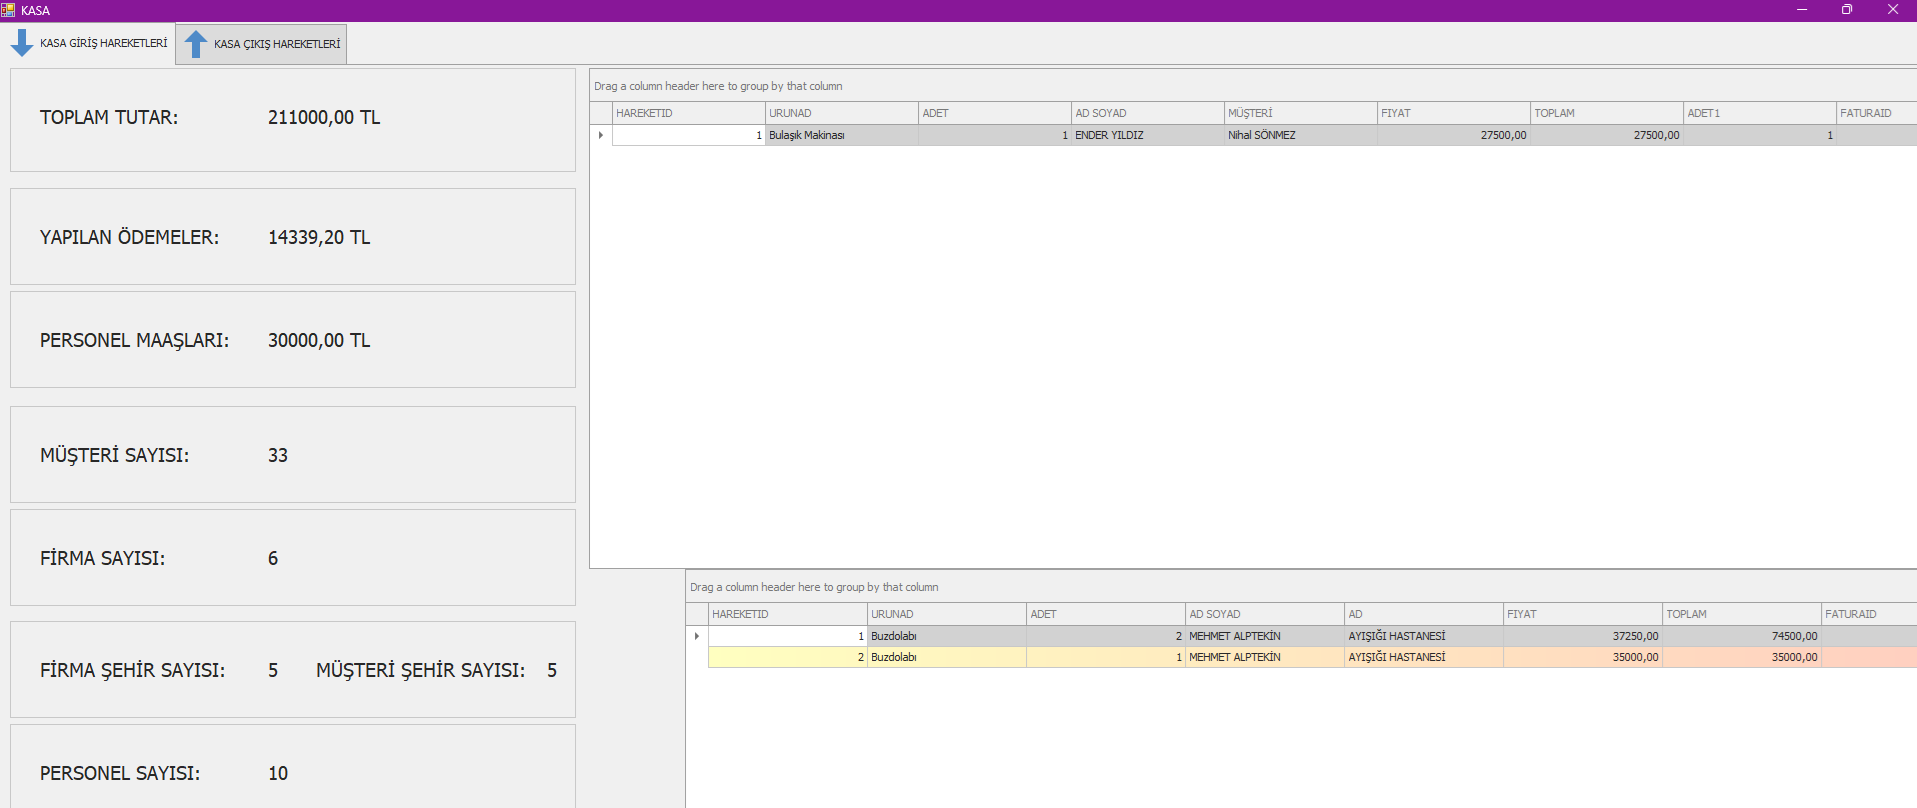 KASA
KASA GİRİŞ HAREKETLERİ
KASA ÇIKIŞ HAREKETLERİ
TOPLAM TUTAR: 211000,00 TL
YAPILAN ÖDEMELER: 14339,20 TL
PERSONEL MAAŞLARI: 30000,00 TL
MÜŞTERİ SAYISI: 33
FİRMA SAYISI: 6
FİRMA ŞEHİR SAYISI: 5 MÜŞTERİ ŞEHİR SAYISI: 5
PERSONEL SAYISI: 10
Drag a column header here to group by that column
HAREKETID URUNAD ADET AD SOYAD MÜŞTERİ FIYAT TOPLAM ADET1 FATURAID
1 Bulaşık Makinası 1 ENDER YILDIZ Nihal SÖNMEZ 27500,00 27500,00 1
Drag a column header here to group by that column
HAREKETID URUNAD ADET AD SOYAD AD FIYAT TOPLAM FATURAID
1 Buzdolabı 2 MEHMET ALPTEKİN AYIŞIĞI HASTANESİ 37250,00 74500,00
2 Buzdolabı 1 MEHMET ALPTEKİN AYIŞIĞI HASTANESİ 35000,00 35000,00